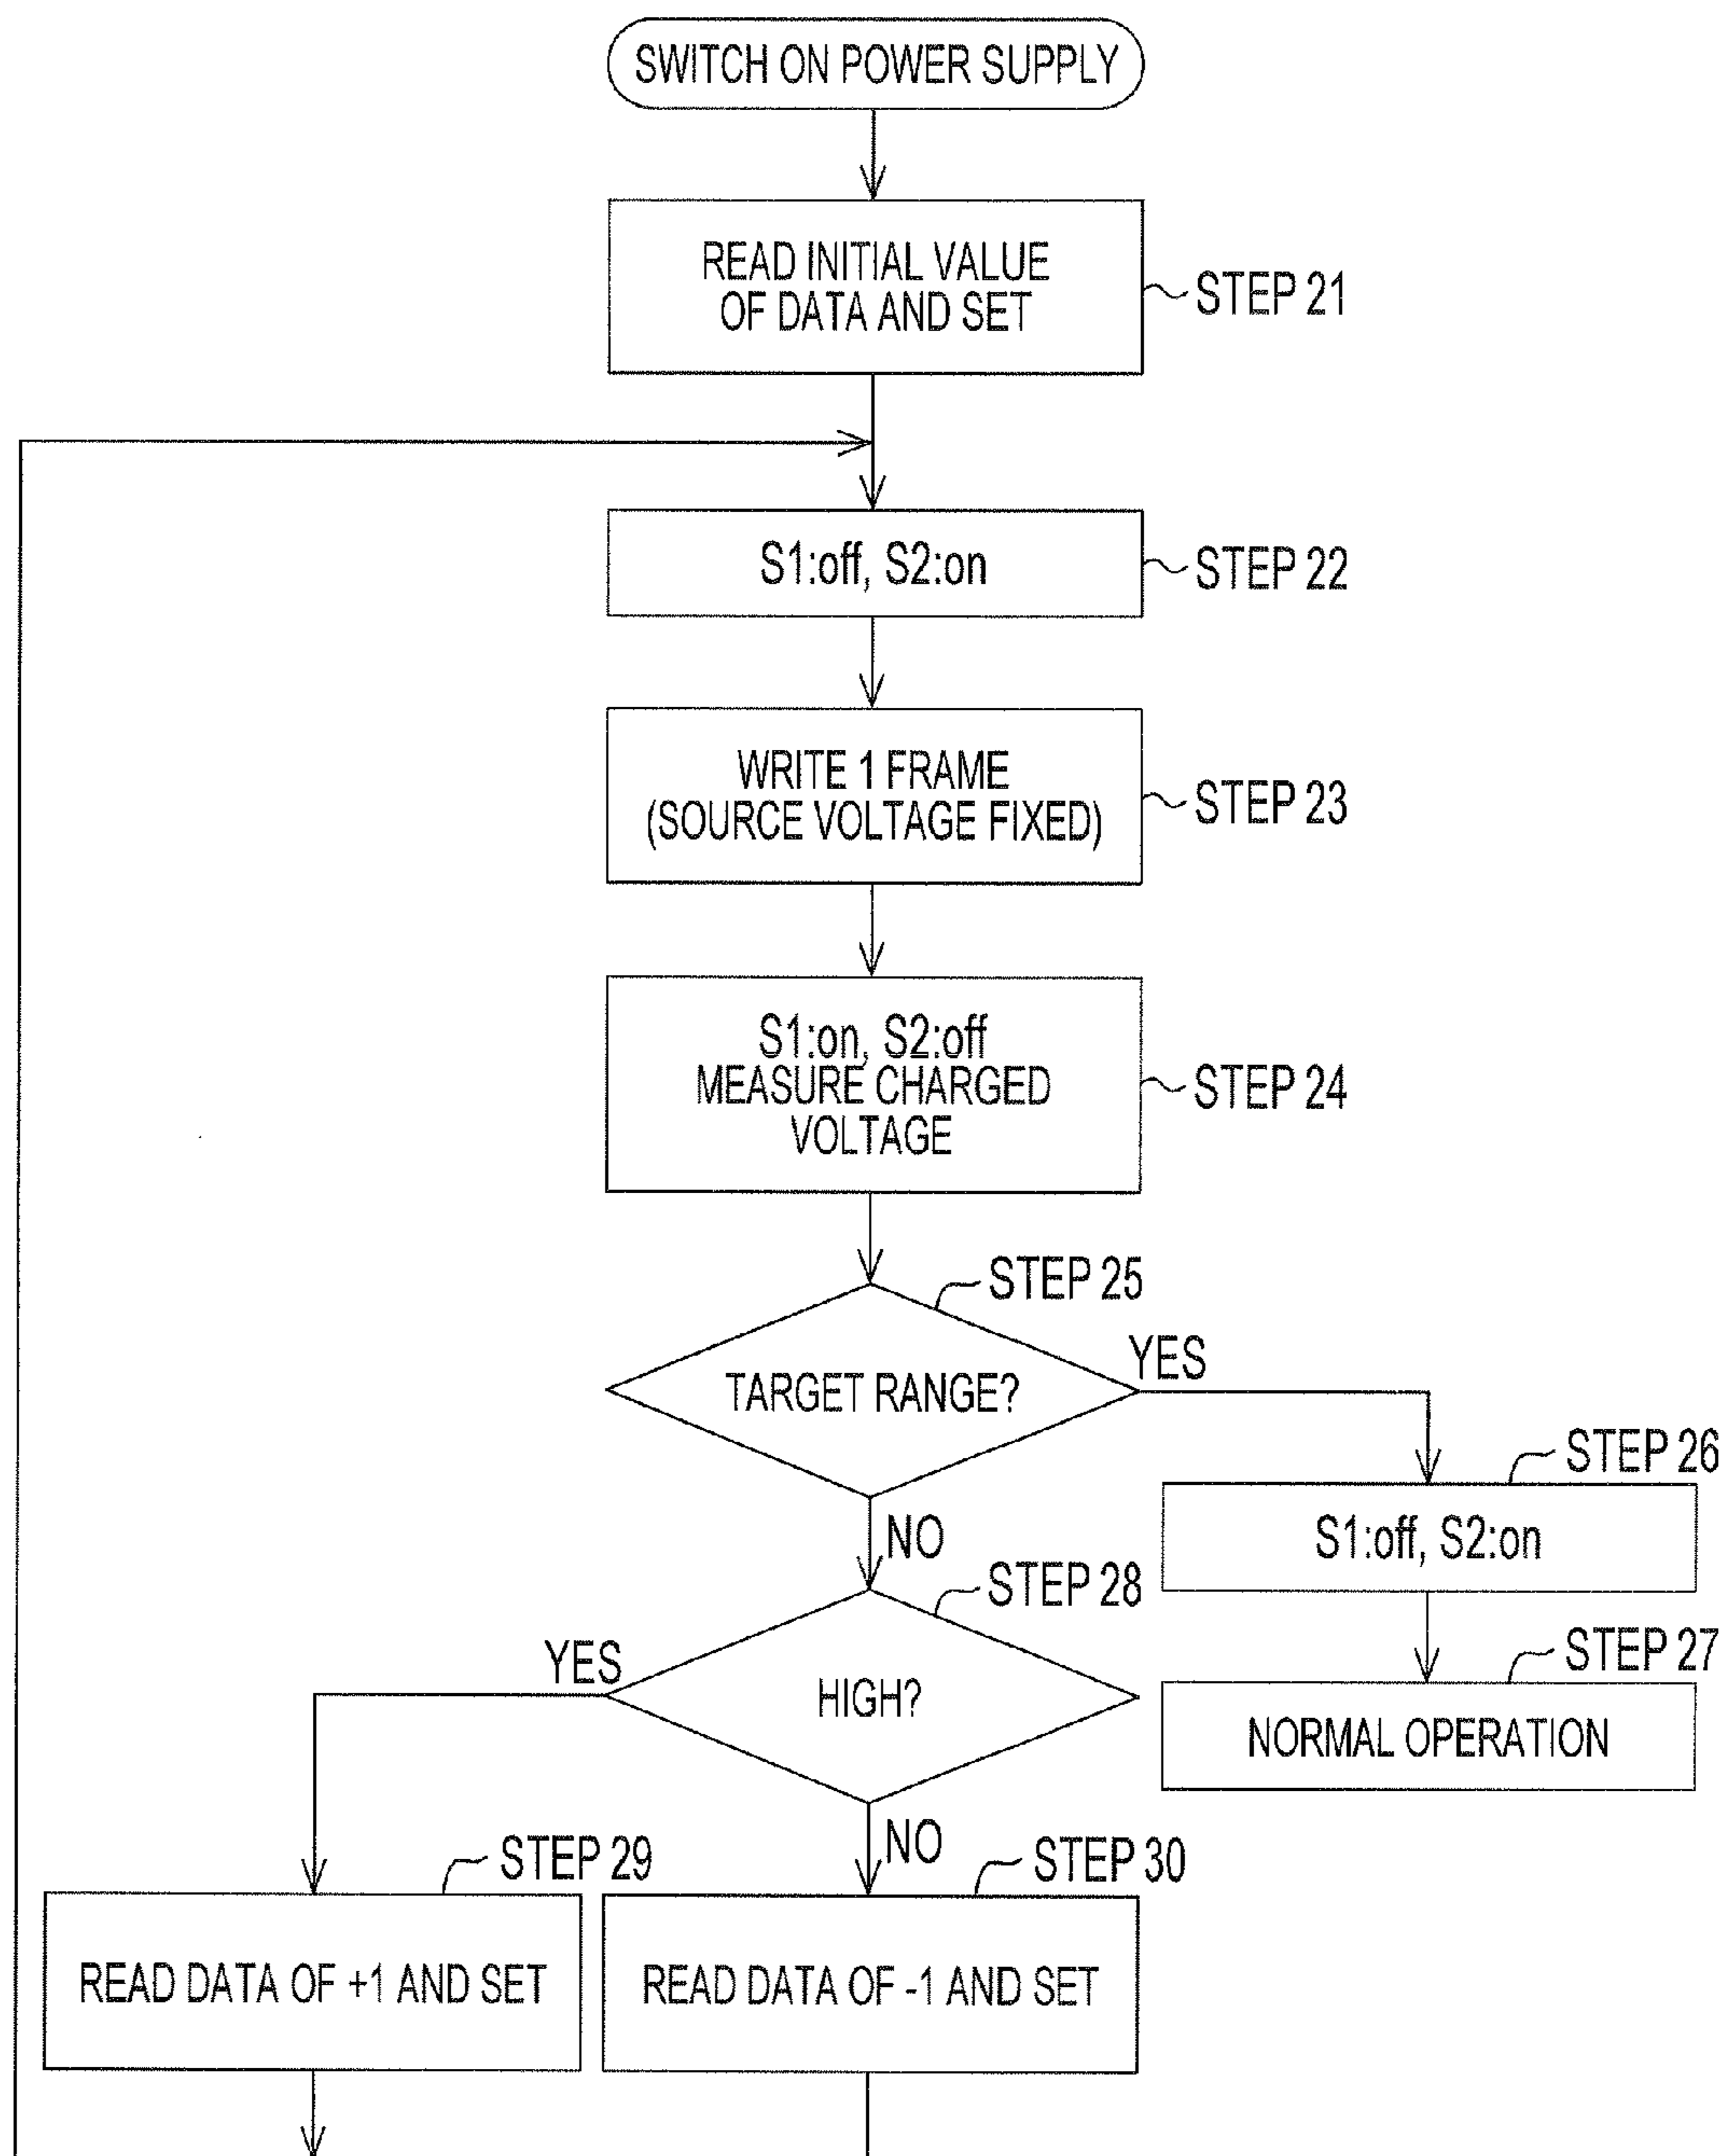 SWITCH ON POWER SUPPLY
READ INITIAL VALUE
OF DATA AND SET
STEP 21
S1:off, S2:on
STEP 22
WRITE 1 FRAME
(SOURCE VOLTAGE FIXED)
STEP 23
S1:on, S2:off
MEASURE CHARGED
VOLTAGE
STEP 24
STEP 25
TARGET RANGE?
YES
NO
STEP 26
S1:off, S2:on
STEP 27
NORMAL OPERATION
STEP 28
HIGH?
YES
NO
STEP 29
READ DATA OF +1 AND SET
STEP 30
READ DATA OF -1 AND SET